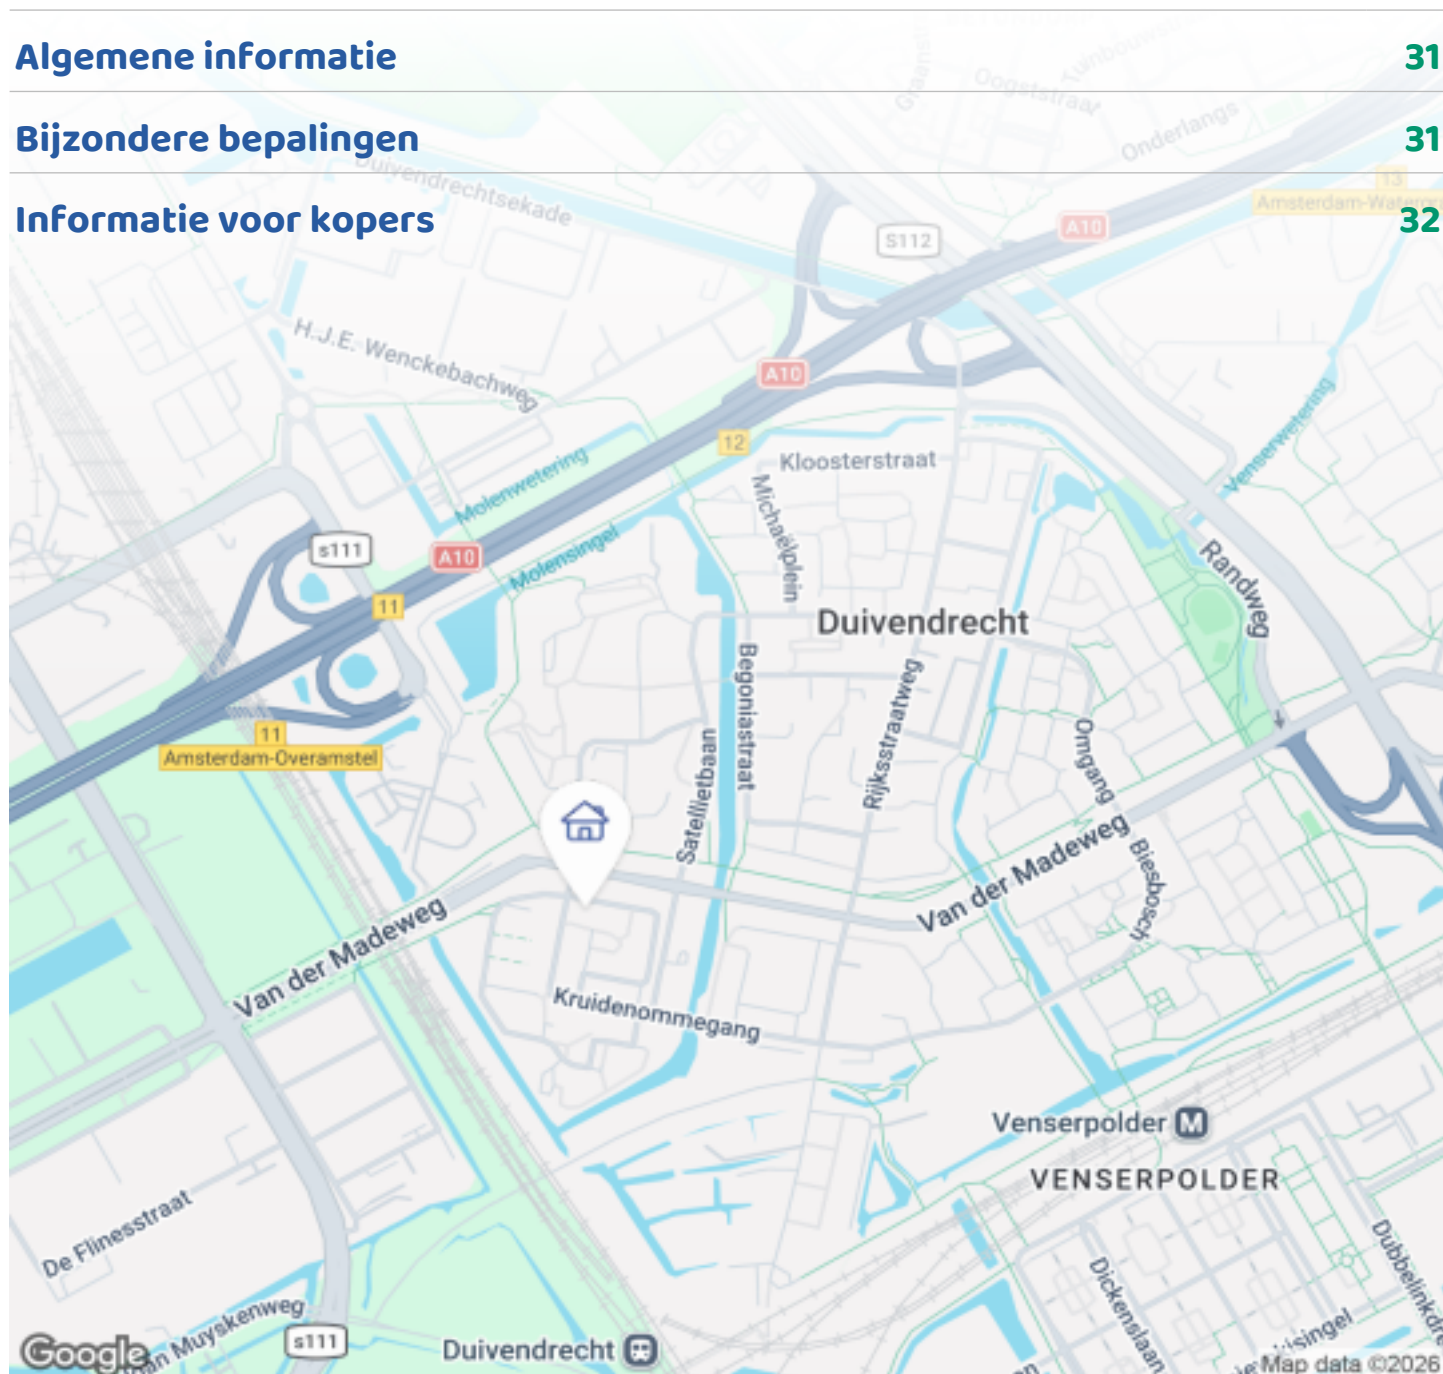 Algemene informatie 31
Bijzondere bepalingen 31
Informatie voor kopers 32
Oogststraat
Onderlangs
Duivendrechtsekade
13
S112
A10
H.J.E. Wenckebachweg
A10
12
Kloosterstraat
Molenwetering
Venserwetering
Michaëlplein
s111
A10
Molensingel
Randweg
11
Duivendrecht
Begoniastraat
Rijksstraatweg
11
Amsterdam-Overamstel
Omgang
Satellietbaan
Van der Madeweg
Biesbosch
Van der Madeweg
Kruidenommegang
Venserpolder M
VENSERPOLDER
De Flinesstraat
Dickenslaan
Muyskenweg
s111
Duivendrecht
Google
Map data ©2026